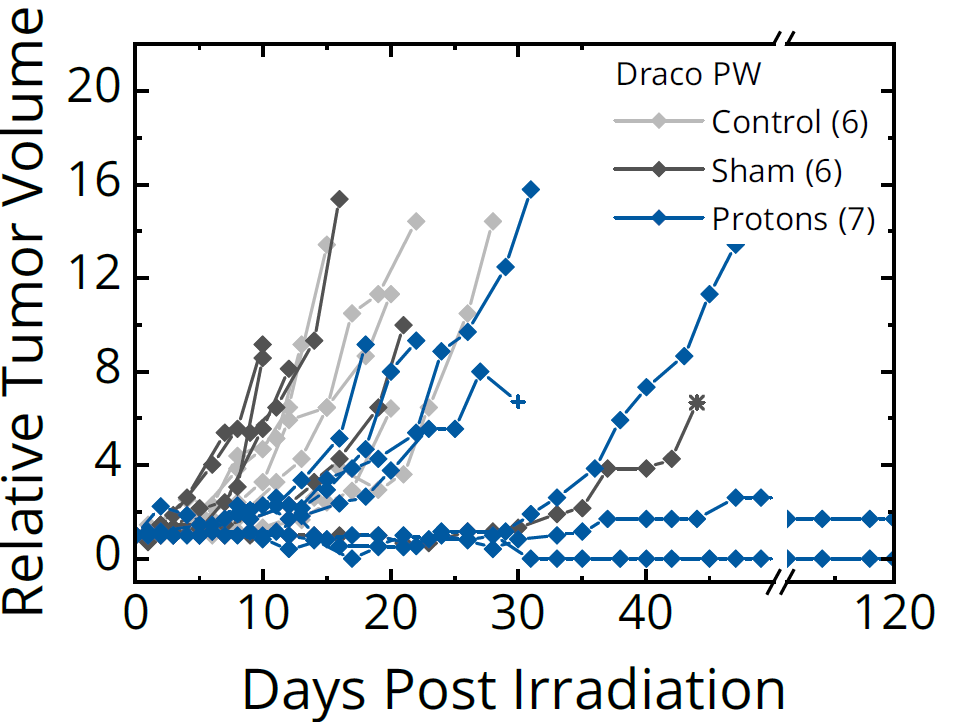 Relative Tumor Volume
20
16
12
8
4
0
Draco PW
Control (6)
Sham (6)
Protons (7)
0 10 20 30 40 120
Days Post Irradiation